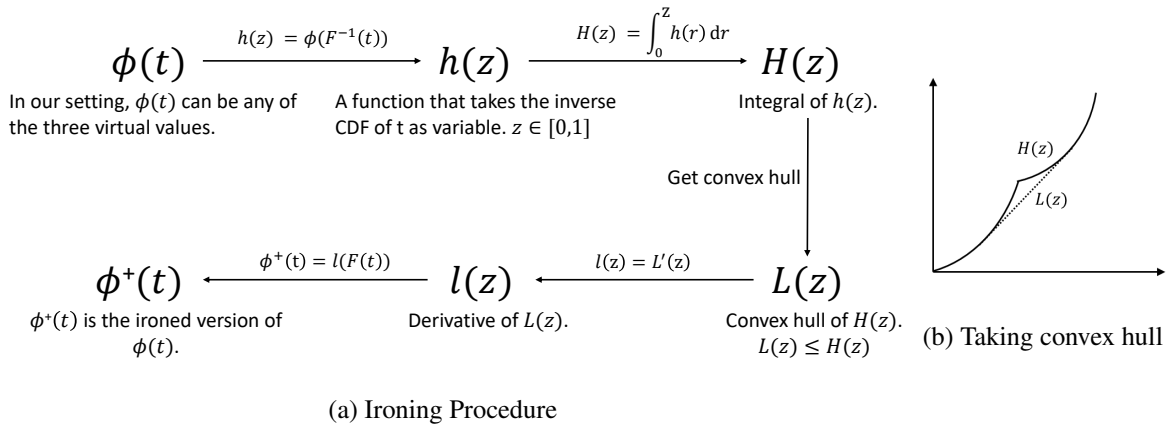 h(z) = ϕ(F⁻¹(t))
H(z) = ∫₀ᶻ h(r) dr
ϕ(t)
h(z)
H(z)
In our setting, ϕ(t) can be any of
the three virtual values.
A function that takes the inverse
CDF of t as variable. z ∈ [0,1]
Integral of h(z).
Get convex hull
ϕ⁺(t) = l(F(t))
l(z) = L′(z)
ϕ⁺(t)
l(z)
L(z)
ϕ⁺(t) is the ironed version of
ϕ(t).
Derivative of L(z).
Convex hull of H(z).
L(z) ≤ H(z)
(a) Ironing Procedure
H(z)
L(z)
(b) Taking convex hull